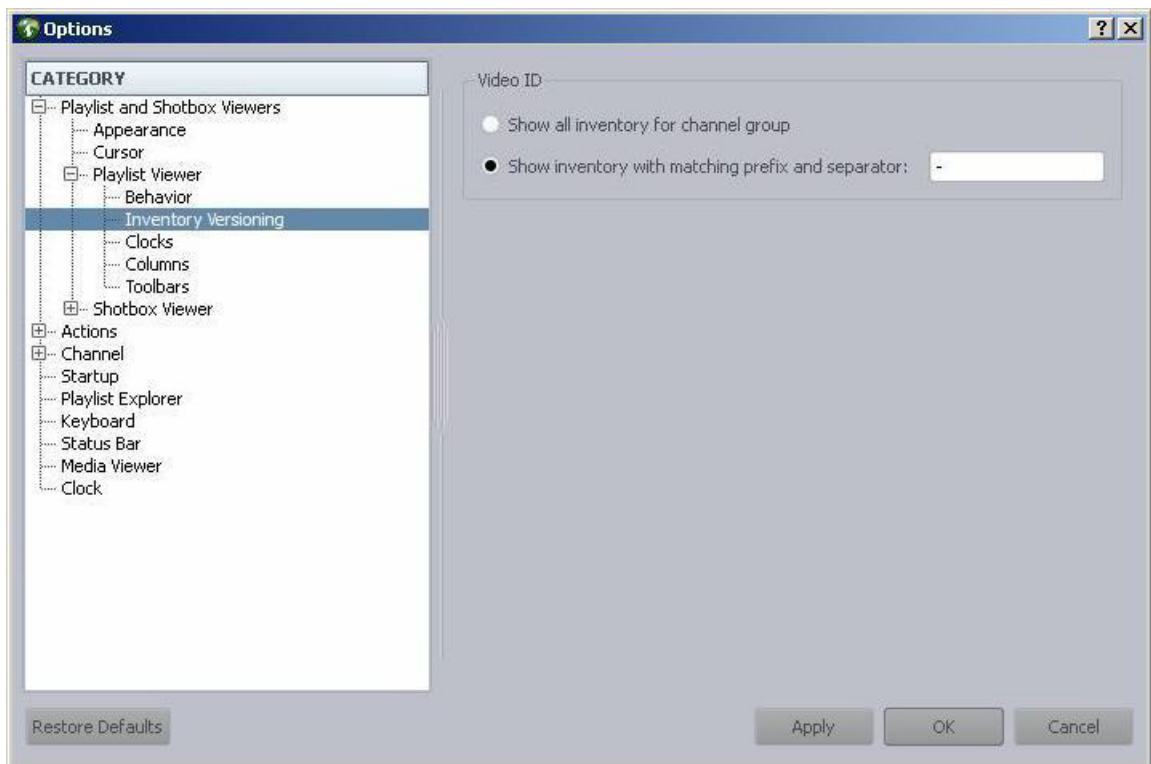 Options
CATEGORY
Playlist and Shotbox Viewers
Appearance
Cursor
Playlist Viewer
Behavior
Inventory Versioning
Clocks
Columns
Toolbars
Shotbox Viewer
Actions
Channel
Startup
Playlist Explorer
Keyboard
Status Bar
Media Viewer
Clock
Video ID
Show all inventory for channel group
Show inventory with matching prefix and separator: -
Restore Defaults
Apply
OK
Cancel